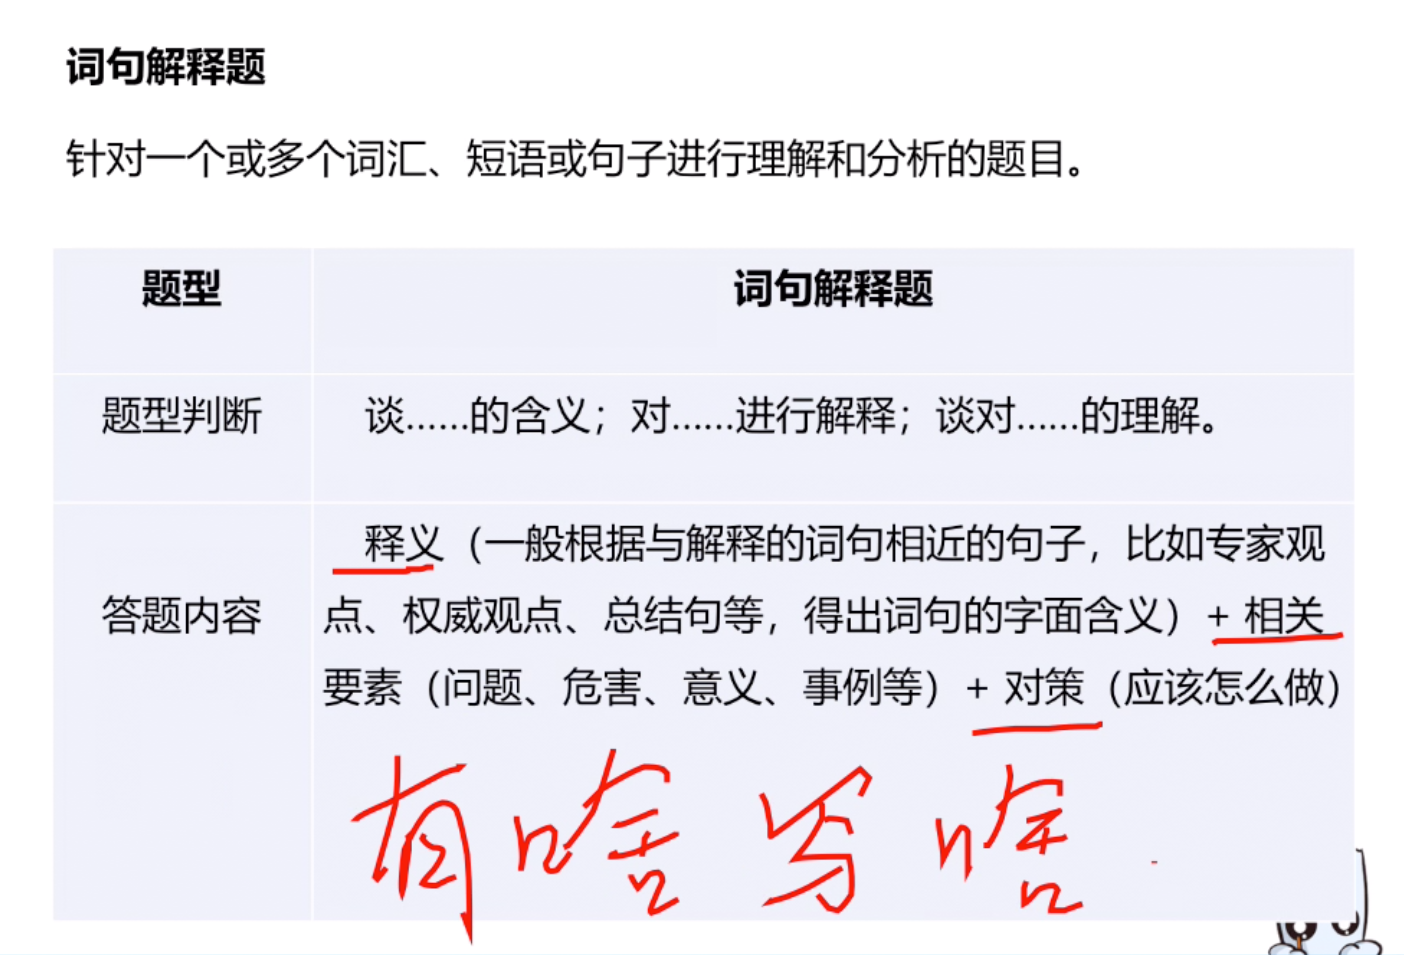 词句解释题
针对一个或多个词汇、短语或句子进行理解和分析的题目。
题型 词句解释题
题型判断 谈……的含义；对……进行解释；谈对……的理解。
答题内容
释义（一般根据与解释的词句相近的句子，比如专家观
点、权威观点、总结句等，得出词句的字面含义）+ 相关
要素（问题、危害、意义、事例等）+ 对策（应该怎么做）
有啥写啥